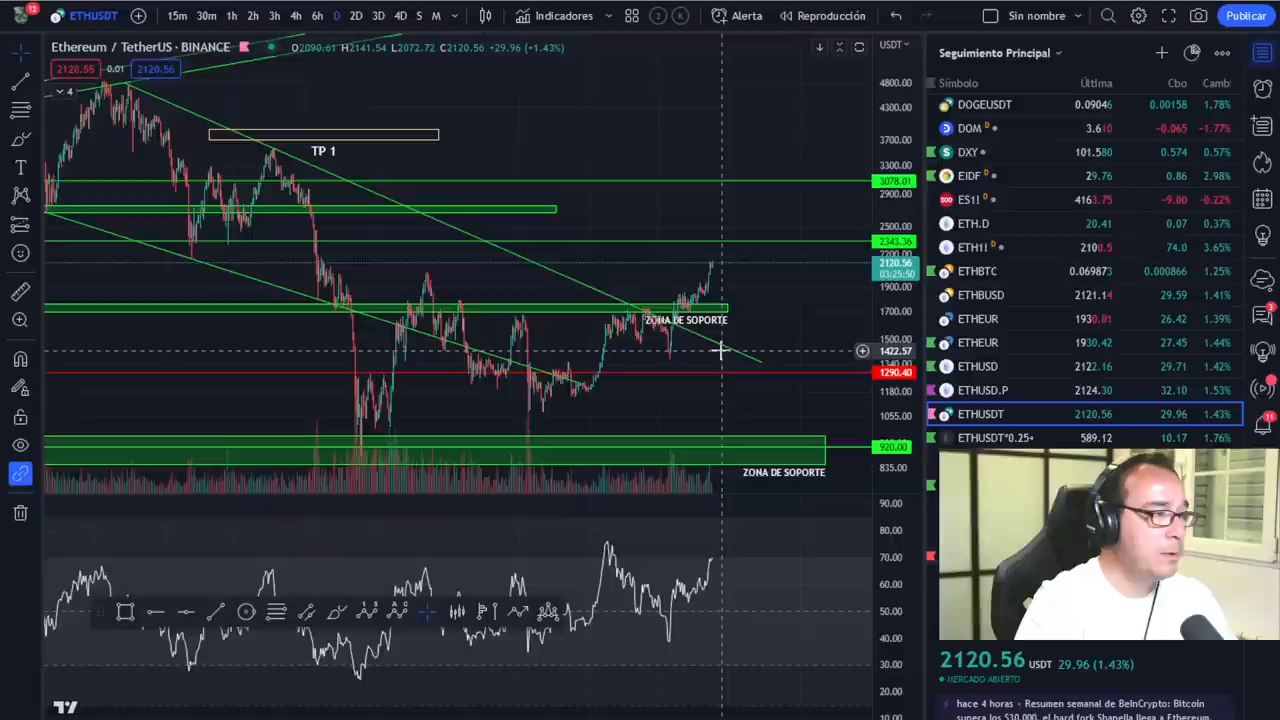 12
ETHUSDT
15m 30m 1h 2h 3h 4h 6h D 2D 3D 4D S M
Indicadores
2 K
Alerta
Reproducción
Sin nombre
Publicar
Ethereum / TetherUS · BINANCE
O2090.61 H2141.54 L2072.72 C2120.56 +29.96 (+1.43%)
2120.55 0.01 2120.56
4
USDT
4800.00
4300.00
3700.00
TP 1
3300.00
3078.01
2900.00
2500.00
2343.36
2200.00
2120.56
03:25:50
1900.00
1700.00
ZONA DE SOPORTE
1500.00
1422.57
1340.00
1290.40
1180.00
1055.00
920.00
835.00
ZONA DE SOPORTE
90.00
80.00
70.00
60.00
50.00
40.00
30.00
20.00
10.00
Seguimiento Principal
Símbolo Última Cbo Camb
DOGEUSDT 0.09046 0.00158 1.78%
DOM D 3.610 -0.065 -1.77%
DXY 101.580 0.574 0.57%
EIDF D 29.76 0.86 2.98%
ES1! D 4163.75 -9.00 -0.22%
ETH.D 20.41 0.07 0.37%
ETH1! D 2100.5 74.0 3.65%
ETHBTC 0.069873 0.000866 1.25%
ETHBUSD 2121.14 29.59 1.41%
ETHEUR 1930.01 26.42 1.39%
ETHEUR 1930.42 27.45 1.44%
ETHUSD 2122.16 29.71 1.42%
ETHUSD.P 2124.30 32.10 1.53%
ETHUSDT 2120.56 29.96 1.43%
ETHUSDT*0.25+ 589.12 10.17 1.76%
2120.56 USDT 29.96 (1.43%)
MERCADO ABIERTO
hace 4 horas • Resumen semanal de BeInCrypto: Bitcoin
supera los $30,000, el hard fork Shapella llega a Ethereum
2
11